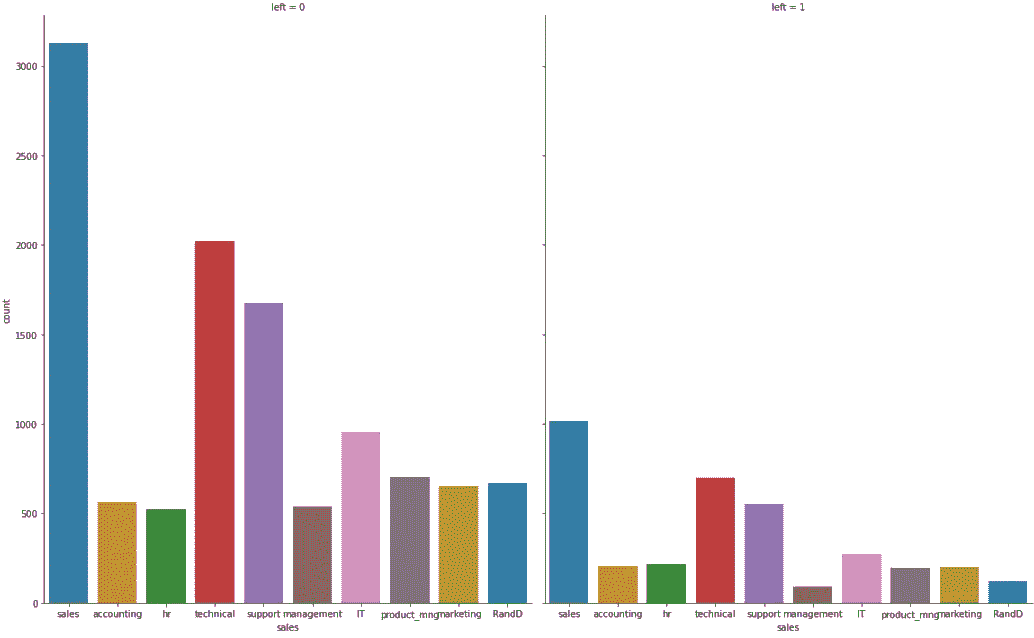 left = 0
left = 1
3000
2500
2000
1500
1000
500
0
count
sales accounting hr technical support management IT product_mng marketing RandD
sales
sales accounting hr technical support management IT product_mng marketing RandD
sales